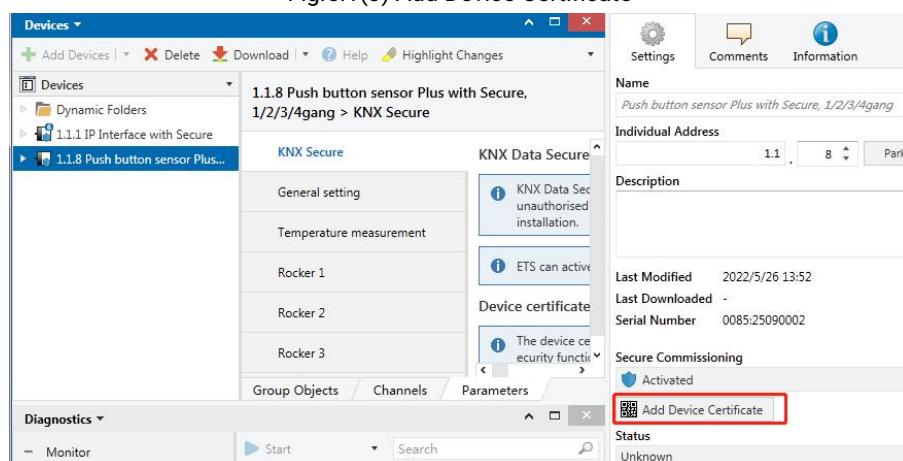 Devices
Add Devices | Delete Download | Help Highlight Changes
Devices
Dynamic Folders
1.1.1 IP Interface with Secure
1.1.8 Push button sensor Plus...
1.1.8 Push button sensor Plus with Secure,
1/2/3/4gang > KNX Secure
KNX Secure
General setting
Temperature measurement
Rocker 1
Rocker 2
Rocker 3
KNX Data Secure
KNX Data Sec
unauthorised
installation.
ETS can active
Device certificate
The device ce
ecurity functio
Group Objects Channels Parameters
Diagnostics
Monitor
Start Search
Settings Comments Information
Name
Push button sensor Plus with Secure, 1/2/3/4gang
Individual Address
1.1 . 8 Park
Description
Last Modified 2022/5/26 13:52
Last Downloaded -
Serial Number 0085:25090002
Secure Commissioning
Activated
Add Device Certificate
Status
Unknown